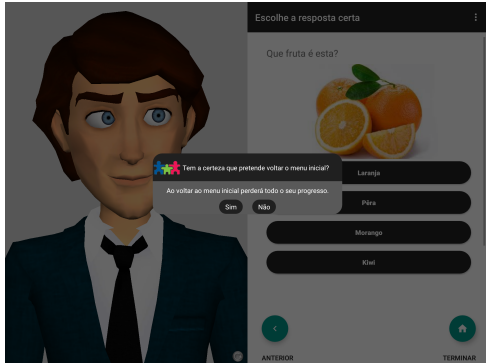 Escolhe a resposta certa
Que fruta é esta?
Tem a certeza que pretende voltar o menu inicial?
Ao voltar ao menu inicial perderá todo o seu progresso.
Sim Não
Laranja
Pêra
Morango
Kiwi
ANTERIOR TERMINAR